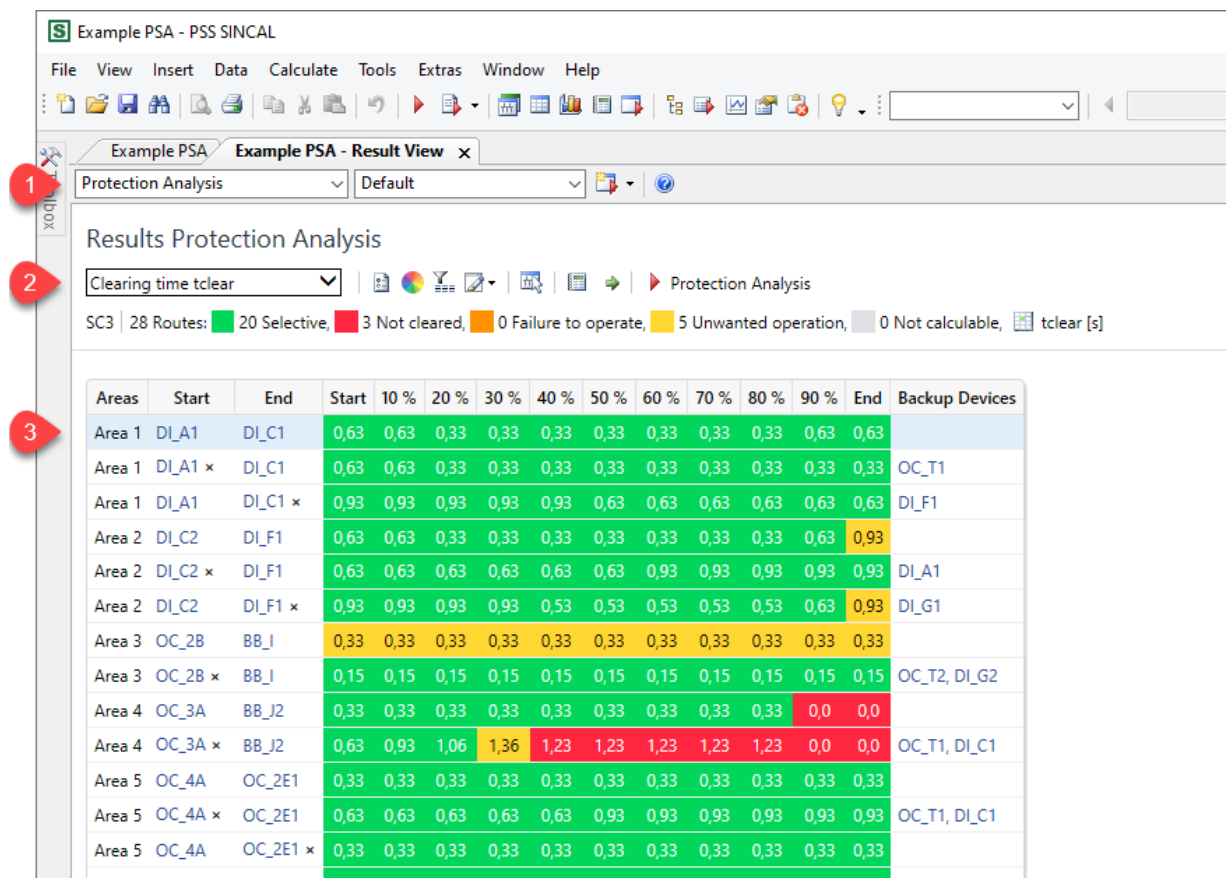 S Example PSA - PSS SINCAL
File View Insert Data Calculate Tools Extras Window Help
Example PSA Example PSA - Result View x
1 Protection Analysis Default
Toolbox
Results Protection Analysis
2 Clearing time tclear Protection Analysis
SC3 28 Routes: 20 Selective, 3 Not cleared, 0 Failure to operate, 5 Unwanted operation, 0 Not calculable, tclear [s]
Areas Start End Start 10 % 20 % 30 % 40 % 50 % 60 % 70 % 80 % 90 % End Backup Devices
3 Area 1 DI_A1 DI_C1 0,63 0,63 0,33 0,33 0,33 0,33 0,33 0,33 0,33 0,63 0,63
Area 1 DI_A1 × DI_C1 0,63 0,63 0,33 0,33 0,33 0,33 0,33 0,33 0,33 0,33 0,33 OC_T1
Area 1 DI_A1 DI_C1 × 0,93 0,93 0,93 0,93 0,93 0,63 0,63 0,63 0,63 0,63 0,63 DI_F1
Area 2 DI_C2 DI_F1 0,63 0,63 0,33 0,33 0,33 0,33 0,33 0,33 0,33 0,63 0,93
Area 2 DI_C2 × DI_F1 0,63 0,63 0,63 0,63 0,63 0,63 0,93 0,93 0,93 0,93 0,93 DI_A1
Area 2 DI_C2 DI_F1 × 0,93 0,93 0,93 0,93 0,53 0,53 0,53 0,53 0,53 0,63 0,93 DI_G1
Area 3 OC_2B BB_I 0,33 0,33 0,33 0,33 0,33 0,33 0,33 0,33 0,33 0,33 0,33
Area 3 OC_2B × BB_I 0,15 0,15 0,15 0,15 0,15 0,15 0,15 0,15 0,15 0,15 0,15 OC_T2, DI_G2
Area 4 OC_3A BB_J2 0,33 0,33 0,33 0,33 0,33 0,33 0,33 0,33 0,33 0,0 0,0
Area 4 OC_3A × BB_J2 0,63 0,93 1,06 1,36 1,23 1,23 1,23 1,23 1,23 0,0 0,0 OC_T1, DI_C1
Area 5 OC_4A OC_2E1 0,33 0,33 0,33 0,33 0,33 0,33 0,33 0,33 0,33 0,33 0,33
Area 5 OC_4A × OC_2E1 0,63 0,63 0,63 0,63 0,63 0,93 0,93 0,93 0,93 0,93 0,93 OC_T1, DI_C1
Area 5 OC_4A OC_2E1 × 0,33 0,33 0,33 0,33 0,33 0,33 0,33 0,33 0,33 0,33 0,33